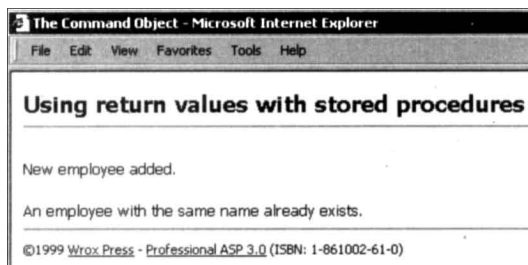 The Command Object - Microsoft Internet Explorer
File Edit View Favorites Tools Help
Using return values with stored procedures
New employee added.
An employee with the same name already exists.
©1999 Wrox Press - Professional ASP 3.0 (ISBN: 1-861002-61-0)